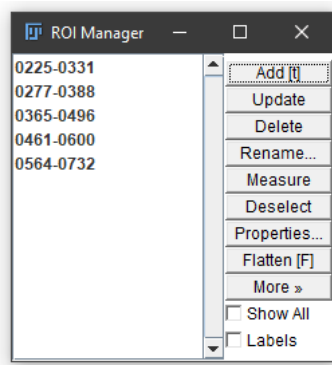 ROI Manager
0225-0331
0277-0388
0365-0496
0461-0600
0564-0732
Add [t]
Update
Delete
Rename...
Measure
Deselect
Properties...
Flatten [F]
More »
Show All
Labels